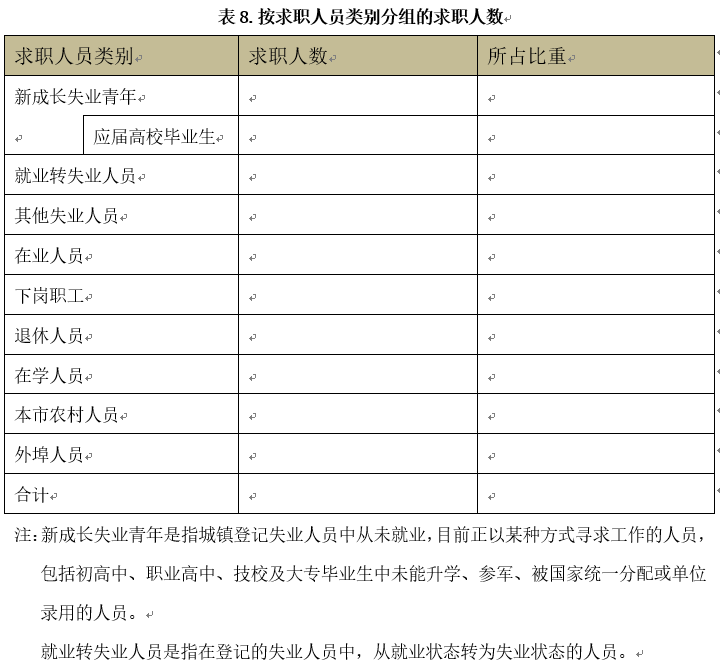 表 8. 按求职人员类别分组的求职人数
求职人员类别 求职人数 所占比重
新成长失业青年
应届高校毕业生
就业转失业人员
其他失业人员
在业人员
下岗职工
退休人员
在学人员
本市农村人员
外埠人员
合计
注：新成长失业青年是指城镇登记失业人员中从未就业，目前正以某种方式寻求工作的人员，
包括初高中、职业高中、技校及大专毕业生中未能升学、参军、被国家统一分配或单位
录用的人员。
就业转失业人员是指在登记的失业人员中，从就业状态转为失业状态的人员。